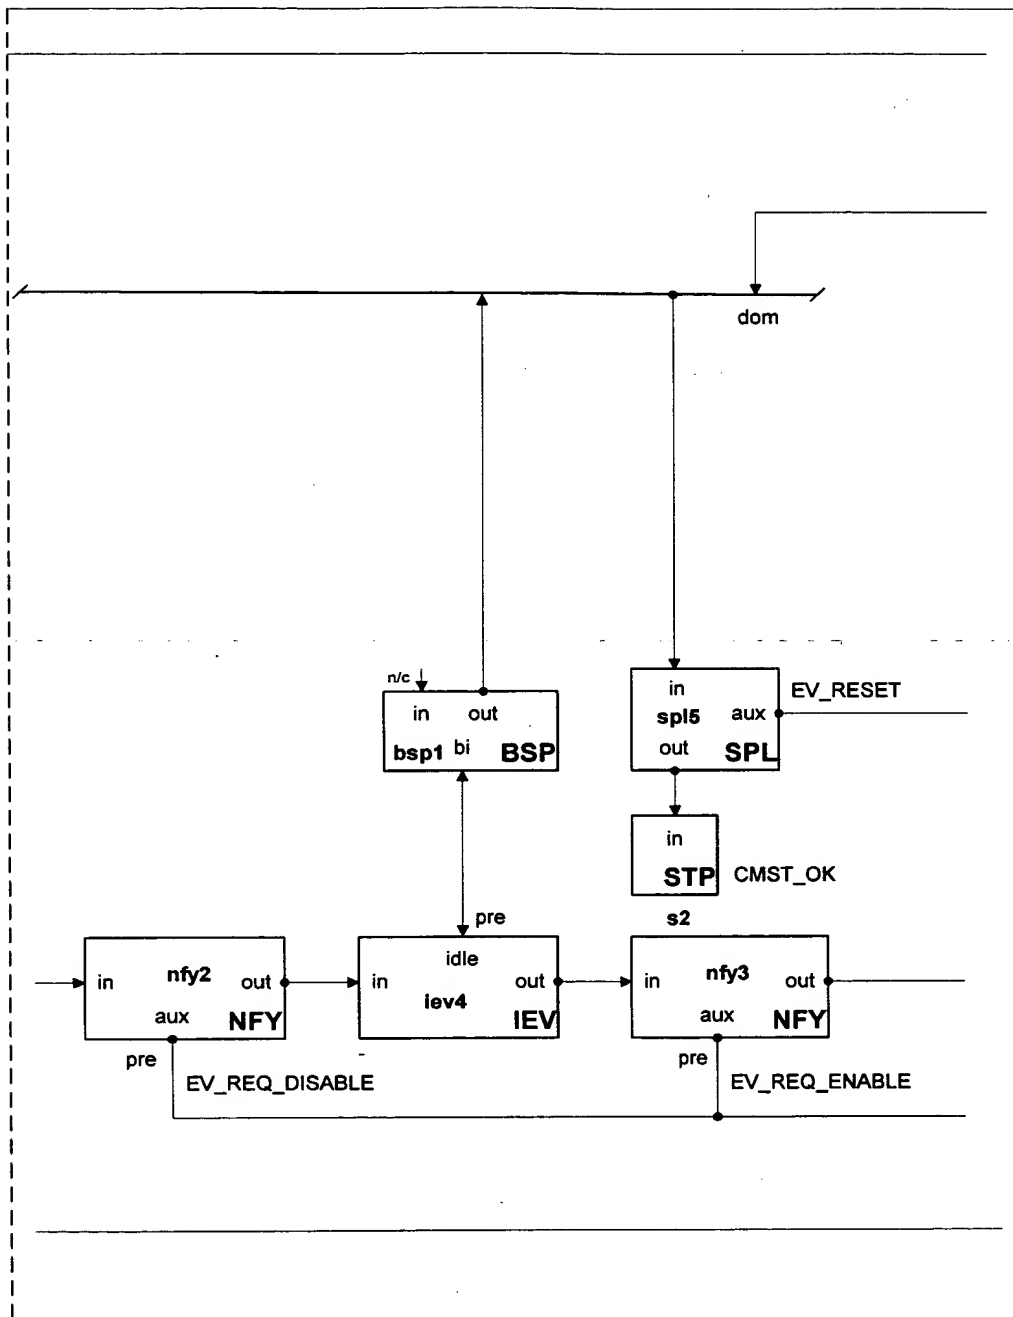 dom
n/c
in out
bsp1 bi BSP
in
spl5 aux
out SPL
EV_RESET
in
STP
CMST_OK
s2
pre
in nfy2 out
aux NFY
pre
EV_REQ_DISABLE
idle
in iev4 out
IEV
in nfy3 out
aux NFY
pre
EV_REQ_ENABLE